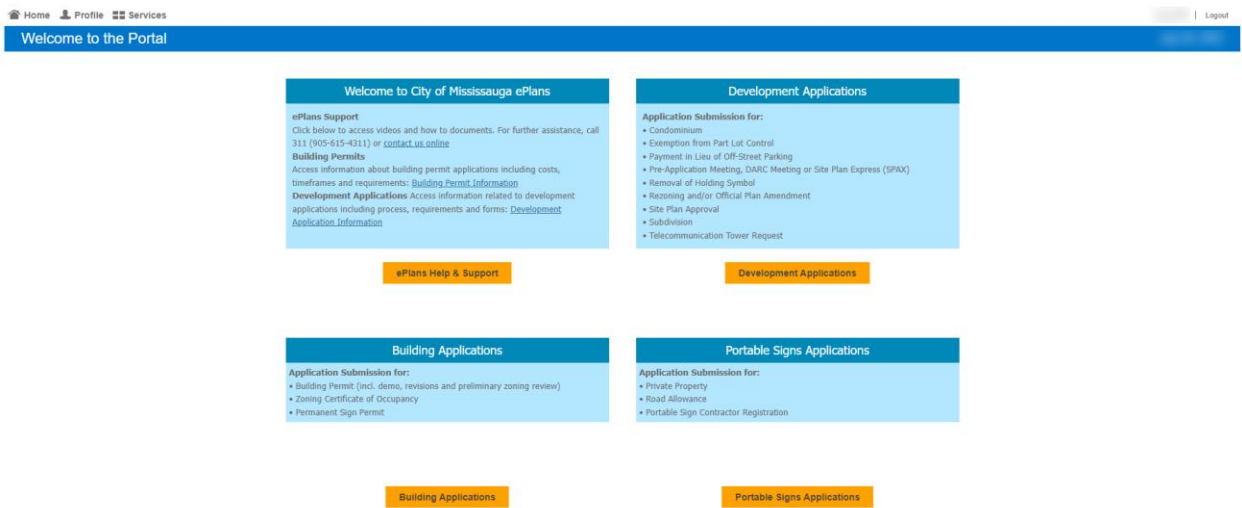 Home Profile Services
| Logout
Welcome to the Portal
Welcome to City of Mississauga ePlans
ePlans Support
Click below to access videos and how to documents. For further assistance, call
311 (905-615-4311) or contact us online
Building Permits
Access information about building permit applications including costs,
timeframes and requirements: Building Permit Information
Development Applications Access information related to development
applications including process, requirements and forms: Development
Application Information
ePlans Help & Support
Development Applications
Application Submission for:
• Condominium
• Exemption from Part Lot Control
• Payment in Lieu of Off-Street Parking
• Pre-Application Meeting, DARC Meeting or Site Plan Express (SPAX)
• Removal of Holding Symbol
• Rezoning and/or Official Plan Amendment
• Site Plan Approval
• Subdivision
• Telecommunication Tower Request
Development Applications
Building Applications
Application Submission for:
• Building Permit (incl. demo, revisions and preliminary zoning review)
• Zoning Certificate of Occupancy
• Permanent Sign Permit
Building Applications
Portable Signs Applications
Application Submission for:
• Private Property
• Road Allowance
• Portable Sign Contractor Registration
Portable Signs Applications